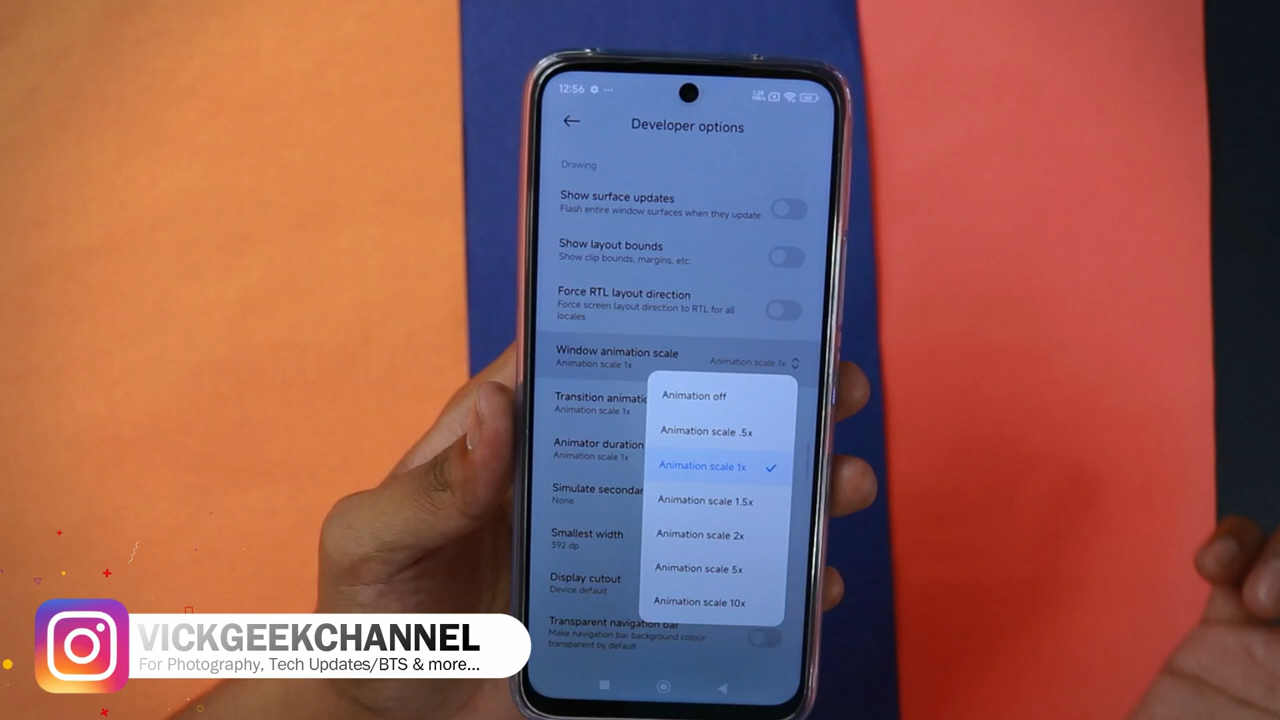 12:56
Developer options
Drawing
Show surface updates
Flash entire window surfaces when they update
Show layout bounds
Show clip bounds, margins, etc.
Force RTL layout direction
Force screen layout direction to RTL for all
locales
Window animation scale
Animation scale 1x
Animation scale 1x
Transition animatio
Animation scale 1x
Animator duration
Animation scale 1x
Simulate secondar
None
Smallest width
392 dp
Display cutout
Device default
Transparent navigation bar
Make navigation bar background colour
transparent by default
Animation off
Animation scale .5x
Animation scale 1x
Animation scale 1.5x
Animation scale 2x
Animation scale 5x
Animation scale 10x
VICKGEEKCHANNEL
For Photography, Tech Updates/BTS & more...